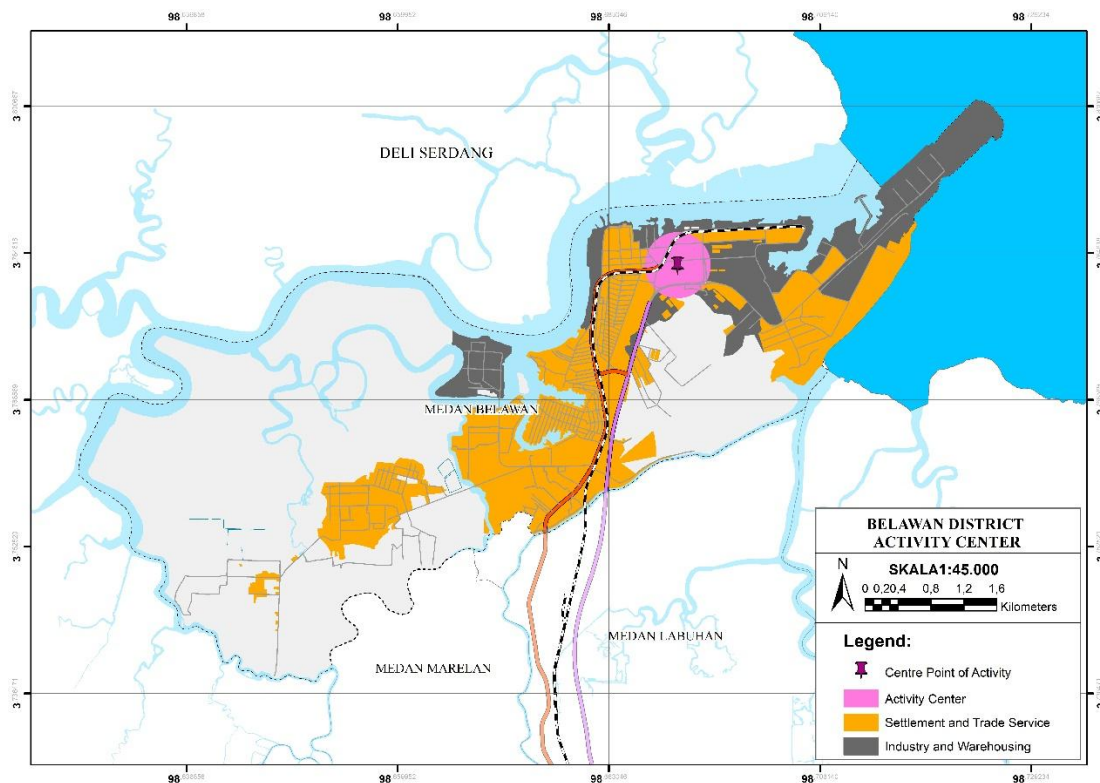 DELI SERDANG
MEDAN BELAWAN
MEDAN LABUHAN
MEDAN MARELAN
BELAWAN DISTRICT
ACTIVITY CENTER
N
SKALA1:45.000
0 0,20,4 0,8 1,2 1,6
Kilometers
Legend:
Centre Point of Activity
Activity Center
Settlement and Trade Service
Industry and Warehousing